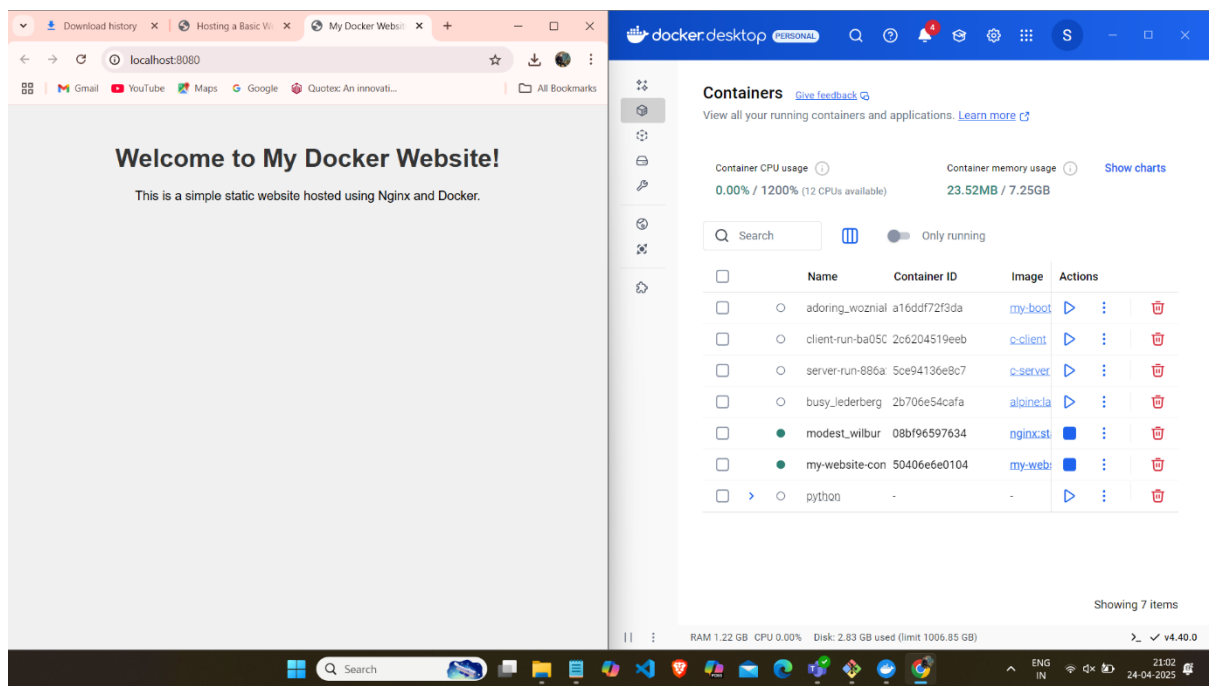 Download history
Hosting a Basic W
My Docker Websit
localhost:8080
Gmail YouTube Maps Google Quotex: An innovati... All Bookmarks
Welcome to My Docker Website!
This is a simple static website hosted using Nginx and Docker.
docker.desktop PERSONAL 4 S
Containers Give feedback
View all your running containers and applications. Learn more
Container CPU usage Container memory usage Show charts
0.00% / 1200% (12 CPUs available) 23.52MB / 7.25GB
Search Only running
Name Container ID Image Actions
adoring_woznial a16ddf72f3da my-boot
client-run-ba050 2c6204519eeb c-client
server-run-886a 5ce94136e8c7 c-server
busy_lederberg 2b706e54cafa alpine:la
modest_wilbur 08bf96597634 nginx:st
my-website-con 50406e6e0104 my-web
python - -
Showing 7 items
RAM 1.22 GB CPU 0.00% Disk: 2.83 GB used (limit 1006.85 GB) v4.40.0
Search ENG 21:02
IN 24-04-2025